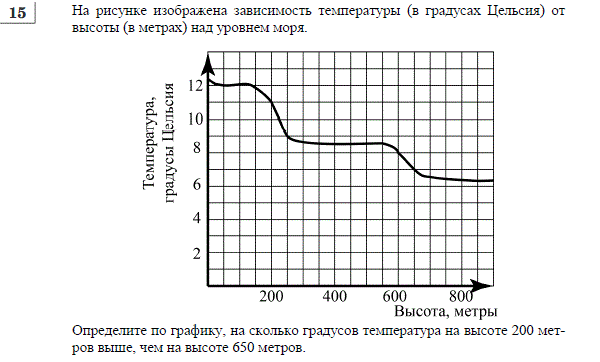 15
На рисунке изображена зависимость температуры (в градусах Цельсия) от
высоты (в метрах) над уровнем моря.
Температура,
градусы Цельсия
12
10
8
6
4
2
200 400 600 800
Высота, метры
Определите по графику, на сколько градусов температура на высоте 200 мет-
ров выше, чем на высоте 650 метров.